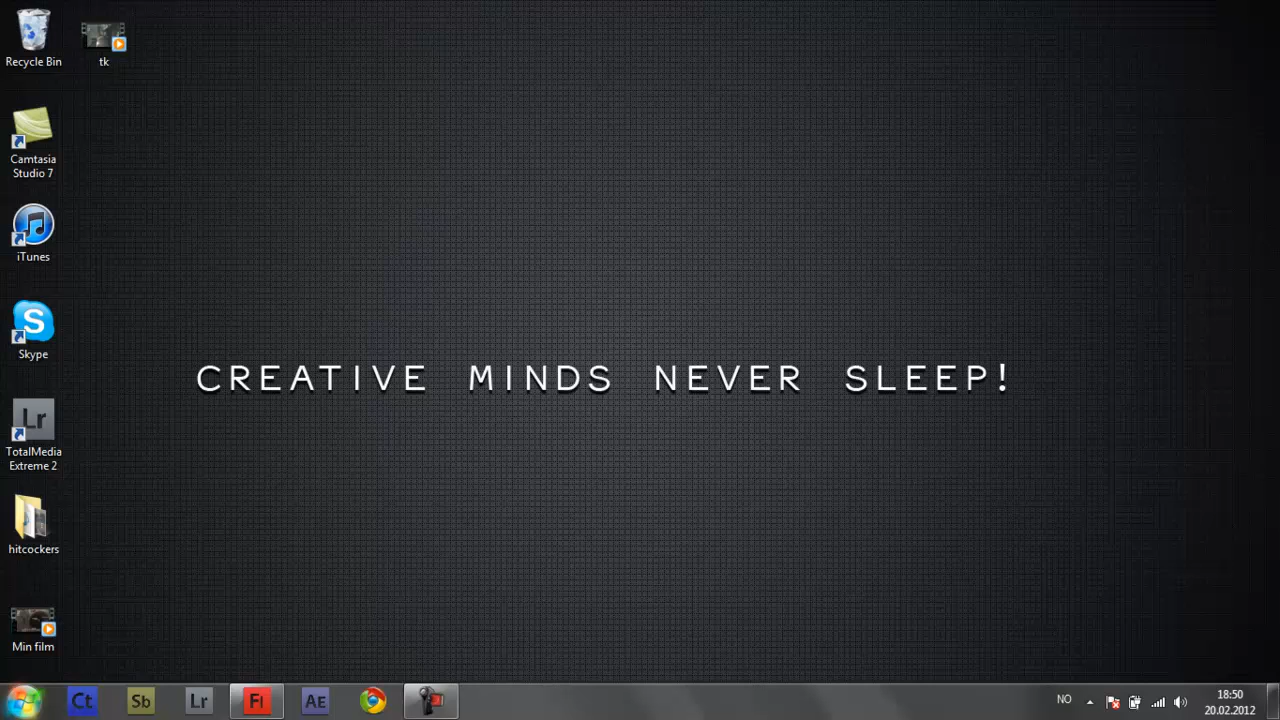 Recycle Bin
tk
Camtasia
Studio 7
iTunes
S
Skype
Lr
TotalMedia
Extreme 2
hitcockers
Min film
CREATIVE MINDS NEVER SLEEP!
Ct
Sb
Lr
Fl
AE
NO
18:50
20.02.2012